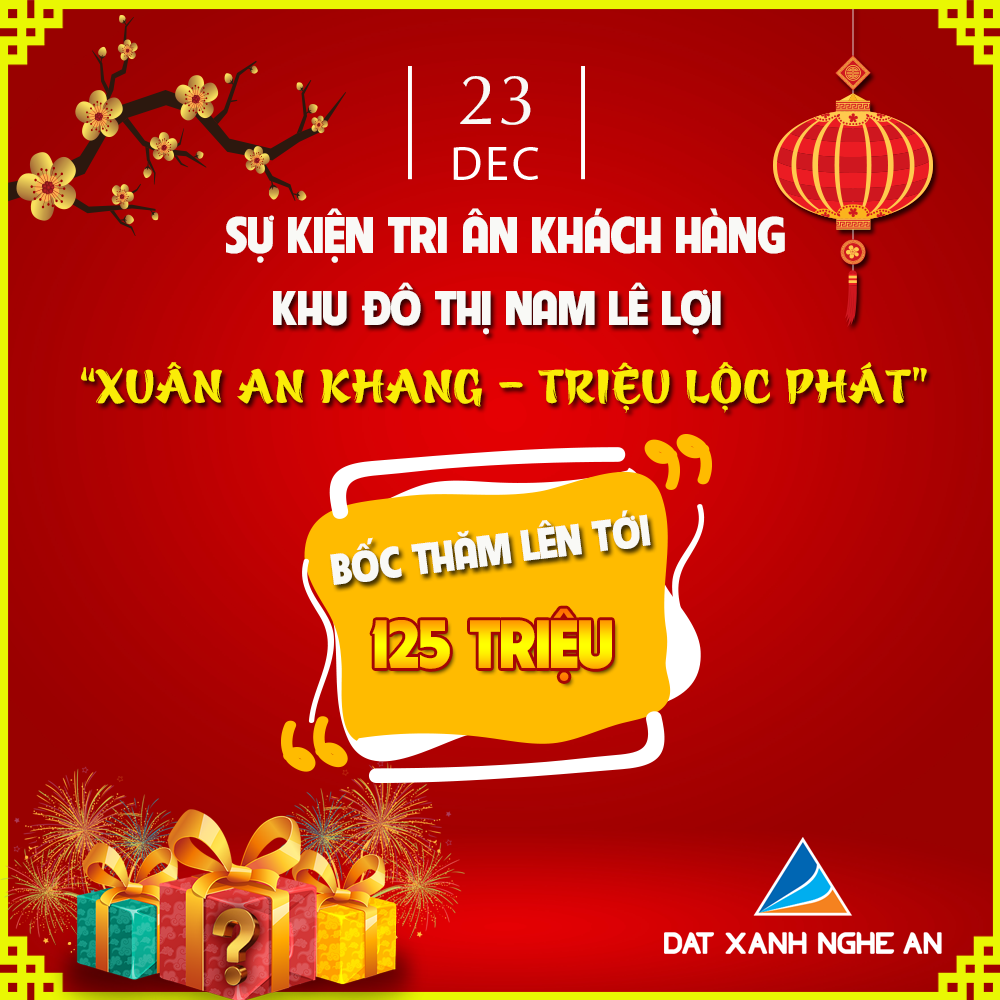 23
DEC
SỰ KIỆN TRI ÂN KHÁCH HÀNG
KHU ĐÔ THỊ NAM LÊ LỢI
“XUÂN AN KHANG – TRIỆU LỘC PHÁT”
BỐC THĂM LÊN TỚI
125 TRIỆU
?
DAT XANH NGHE AN